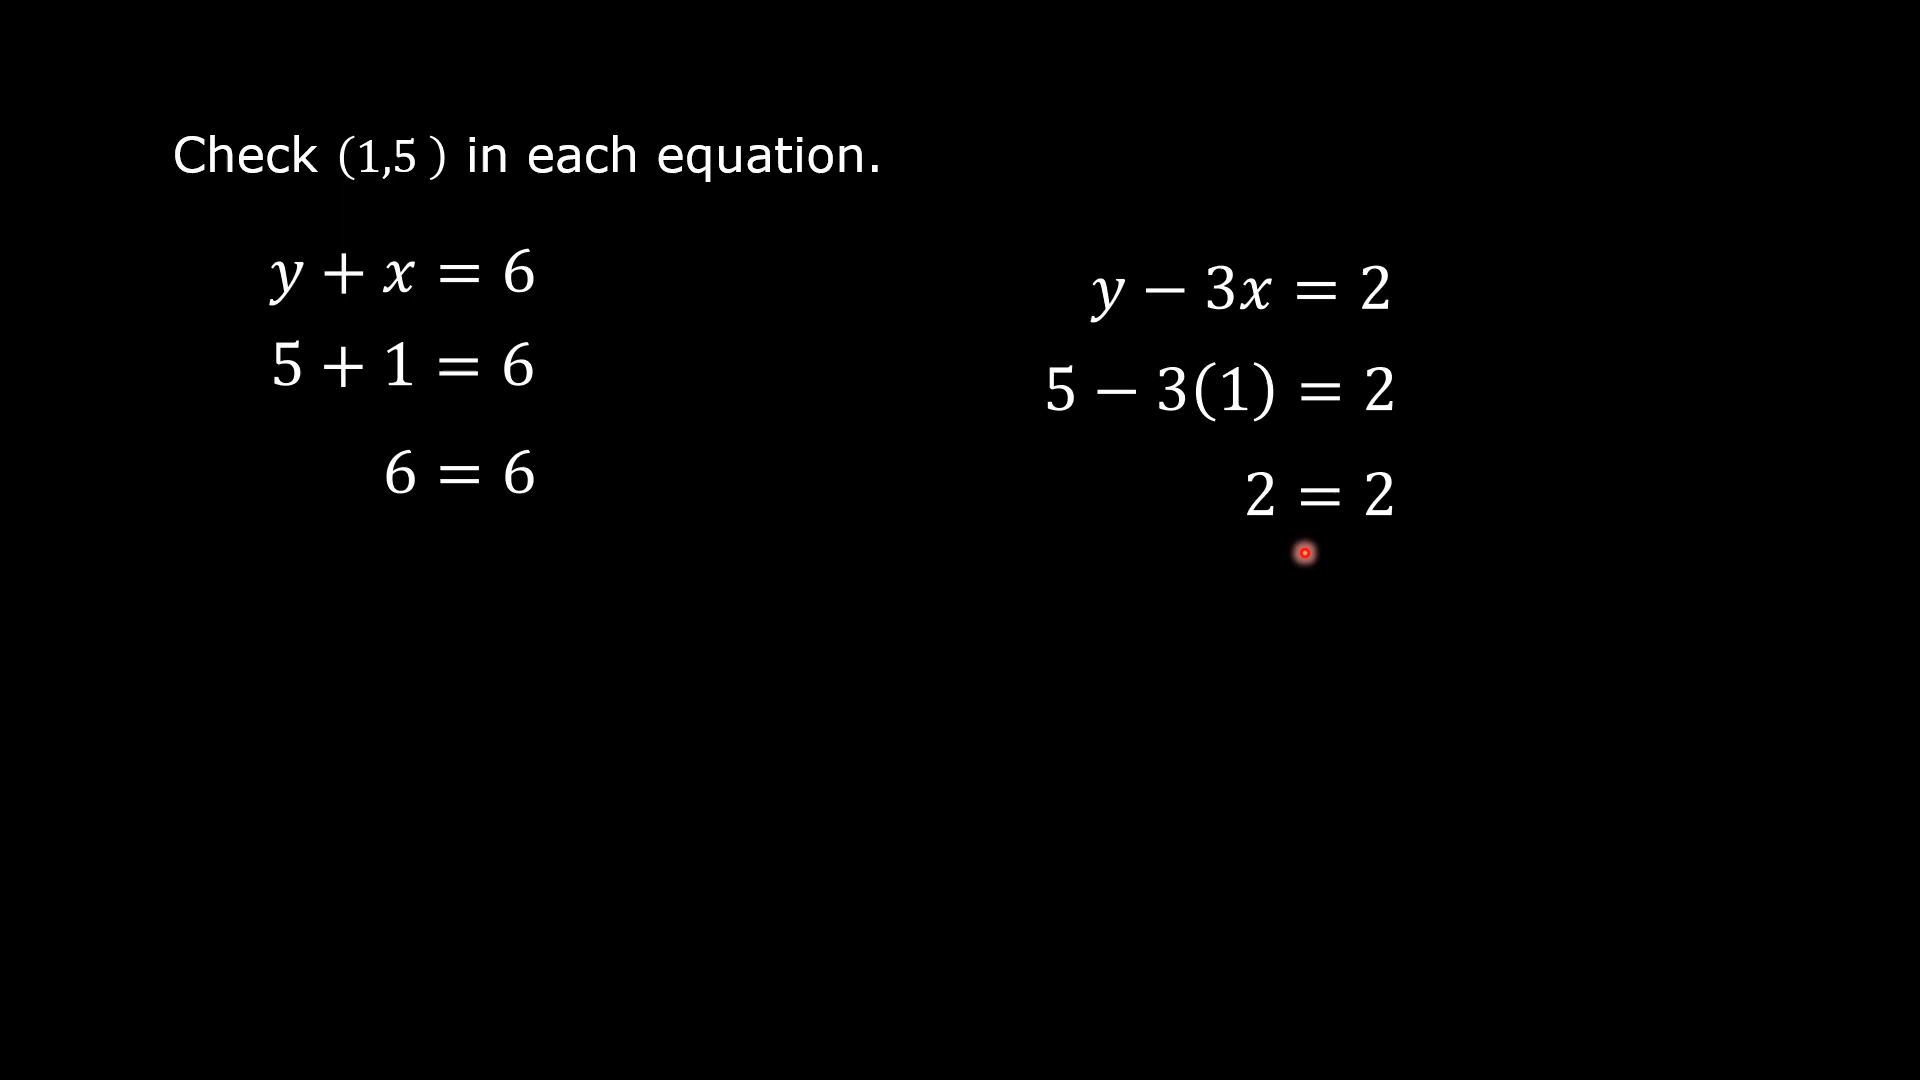 Check (1,5 ) in each equation.
y + x = 6
5 + 1 = 6
6 = 6
y − 3x = 2
5 − 3(1) = 2
2 = 2